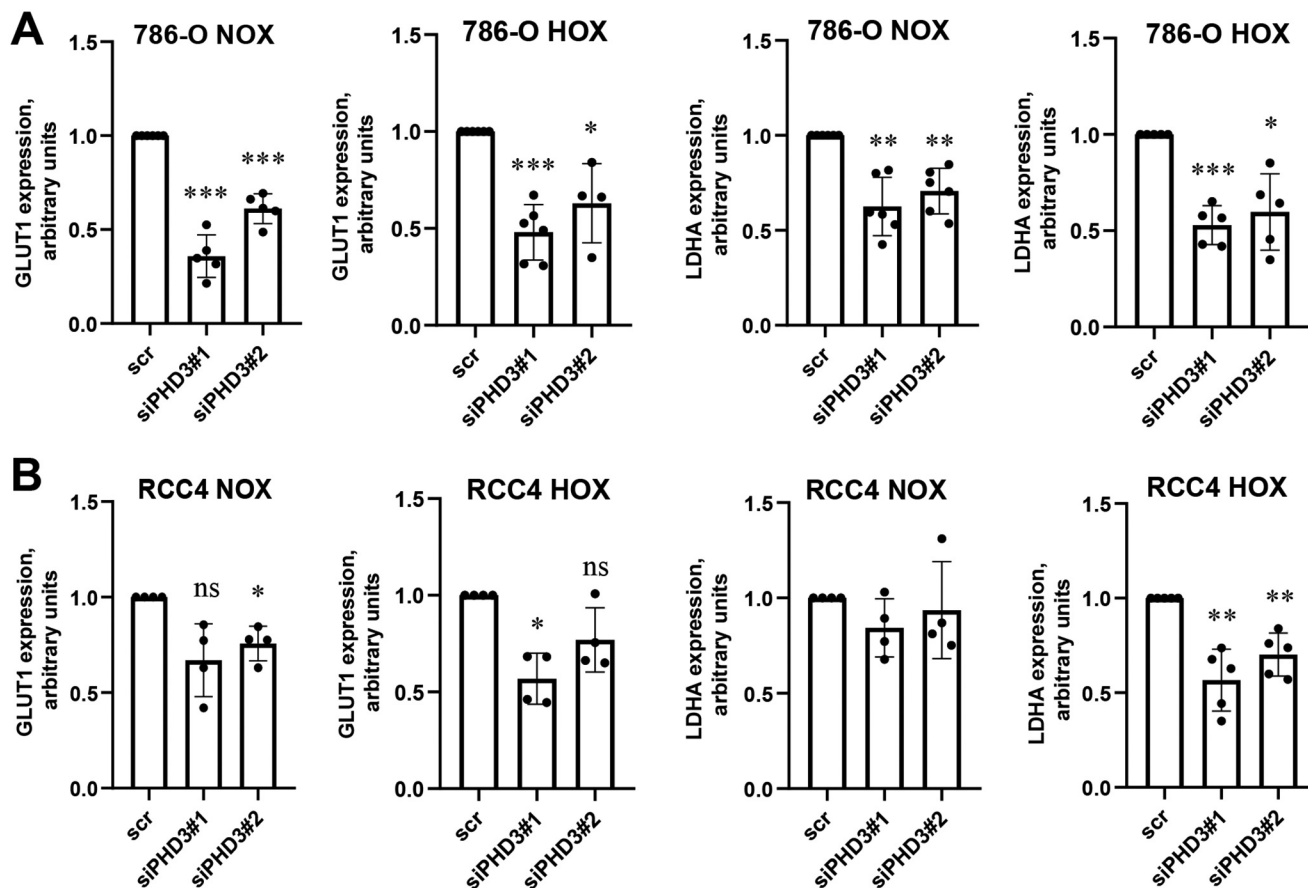 A
786-O NOX
GLUT1 expression,
arbitrary units
1.5
1.0
0.5
0.0
***
***
scr
siPHD3#1
siPHD3#2
786-O HOX
GLUT1 expression,
arbitrary units
1.5
1.0
0.5
0.0
***
*
scr
siPHD3#1
siPHD3#2
786-O NOX
LDHA expression,
arbitrary units
1.5
1.0
0.5
0.0
**
**
scr
siPHD3#1
siPHD3#2
786-O HOX
LDHA expression,
arbitrary units
1.5
1.0
0.5
0.0
***
*
scr
siPHD3#1
siPHD3#2
B
RCC4 NOX
GLUT1 expression,
arbitrary units
1.5
1.0
0.5
0.0
ns
*
scr
siPHD3#1
siPHD3#2
RCC4 HOX
GLUT1 expression,
arbitrary units
1.5
1.0
0.5
0.0
*
ns
scr
siPHD3#1
siPHD3#2
RCC4 NOX
LDHA expression,
arbitrary units
1.5
1.0
0.5
0.0
scr
siPHD3#1
siPHD3#2
RCC4 HOX
LDHA expression,
arbitrary units
1.5
1.0
0.5
0.0
**
**
scr
siPHD3#1
siPHD3#2